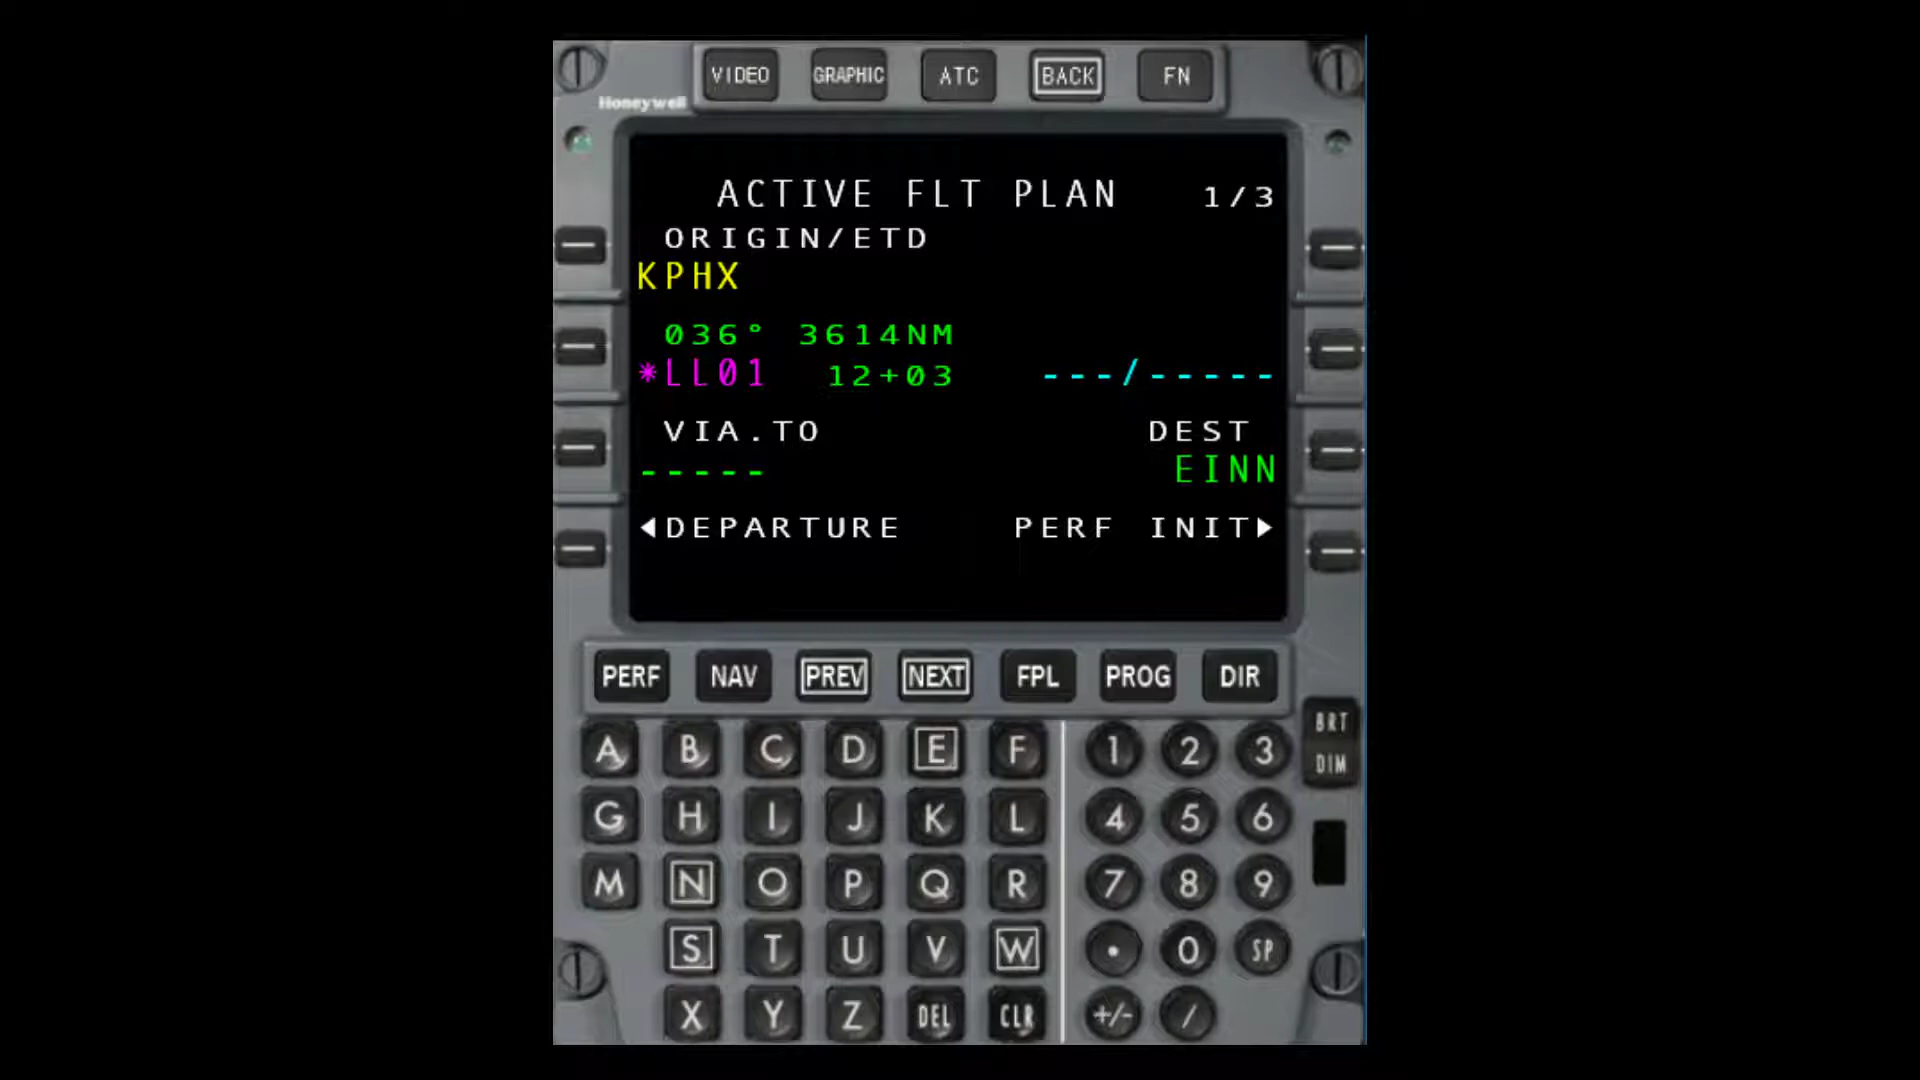 VIDEO GRAPHIC ATC BACK FN
Honeywell
ACTIVE FLT PLAN 1/3
ORIGIN/ETD
KPHX
036° 3614NM
*LL01 12+03 ---/-----
VIA.TO DEST
----- EINN
◀DEPARTURE PERF INIT▶
PERF NAV PREV NEXT FPL PROG DIR
BRT
A B C D E F 1 2 3
DIM
G H I J K L 4 5 6
M N O P Q R 7 8 9
S T U V W • 0 SP
X Y Z DEL CLR +/- /